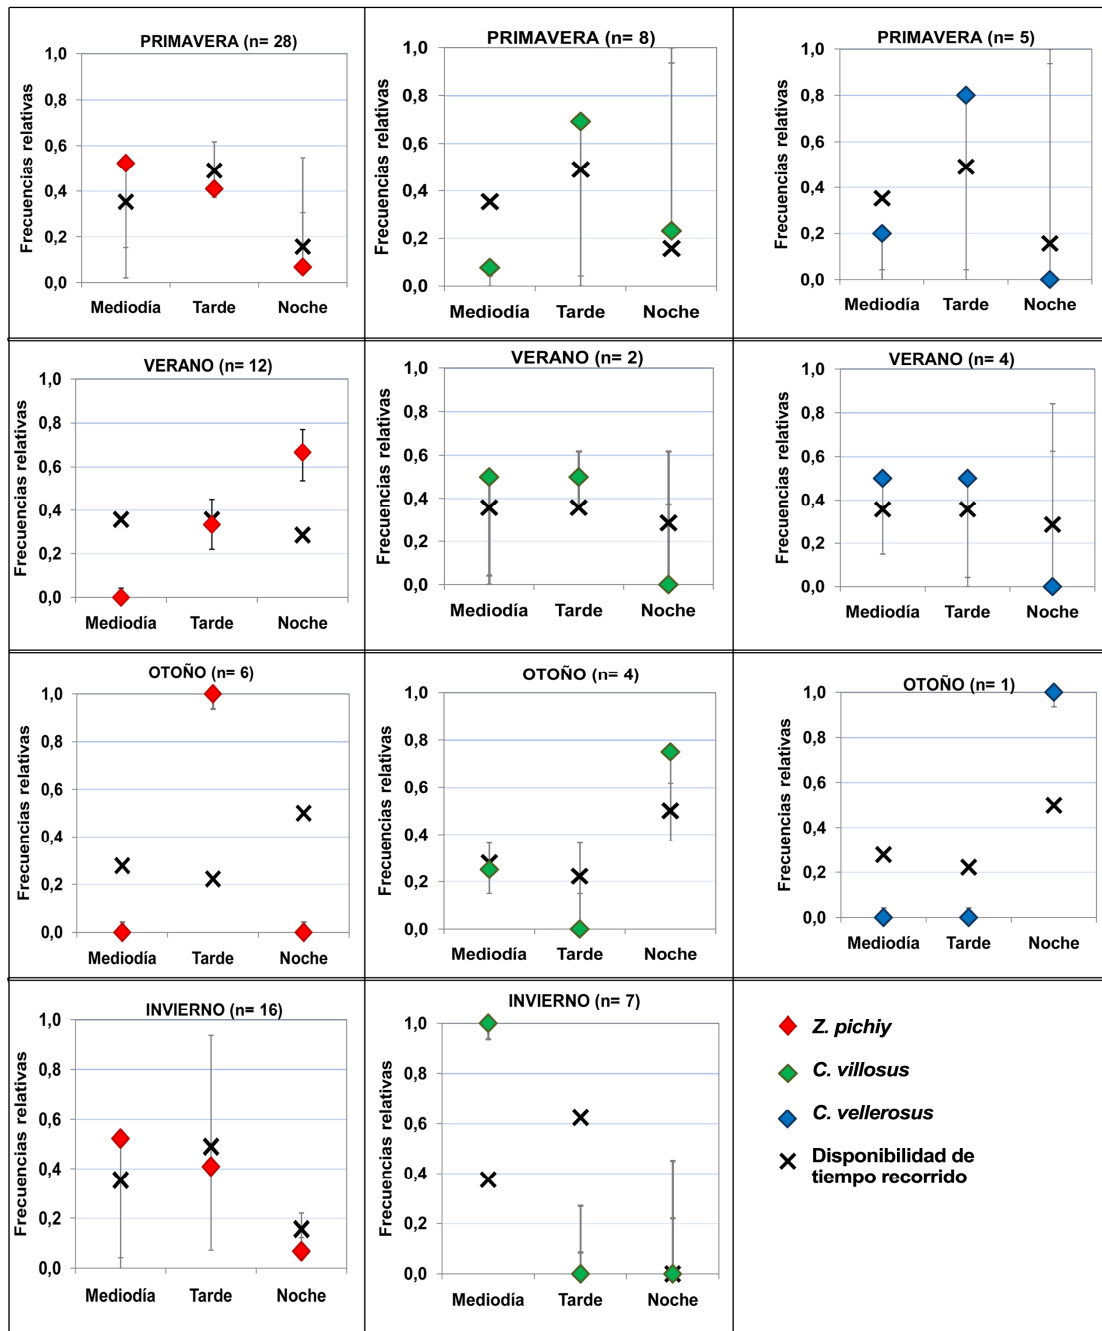 PRIMAVERA (n= 28)
Frecuencias relativas
1,0
0,8
0,6
0,4
0,2
0,0
Mediodía Tarde Noche
PRIMAVERA (n= 8)
Frecuencias relativas
1,0
0,8
0,6
0,4
0,2
0,0
Mediodía Tarde Noche
PRIMAVERA (n= 5)
Frecuencias relativas
1,0
0,8
0,6
0,4
0,2
0,0
Mediodía Tarde Noche
VERANO (n= 12)
Frecuencias relativas
1,0
0,8
0,6
0,4
0,2
0,0
Mediodía Tarde Noche
VERANO (n= 2)
Frecuencias relativas
1,0
0,8
0,6
0,4
0,2
0,0
Mediodía Tarde Noche
VERANO (n= 4)
Frecuencias relativas
1,0
0,8
0,6
0,4
0,2
0,0
Mediodía Tarde Noche
OTOÑO (n= 6)
Frecuencias relativas
1,0
0,8
0,6
0,4
0,2
0,0
Mediodía Tarde Noche
OTOÑO (n= 4)
Frecuencias relativas
1,0
0,8
0,6
0,4
0,2
0,0
Mediodía Tarde Noche
OTOÑO (n= 1)
Frecuencias relativas
1,0
0,8
0,6
0,4
0,2
0,0
Mediodía Tarde Noche
INVIERNO (n= 16)
Frecuencias relativas
1,0
0,8
0,6
0,4
0,2
0,0
Mediodía Tarde Noche
INVIERNO (n= 7)
Frecuencias relativas
1,0
0,8
0,6
0,4
0,2
0,0
Mediodía Tarde Noche
Z. pichiy
C. villosus
C. vellerosus
Disponibilidad de
tiempo recorrido